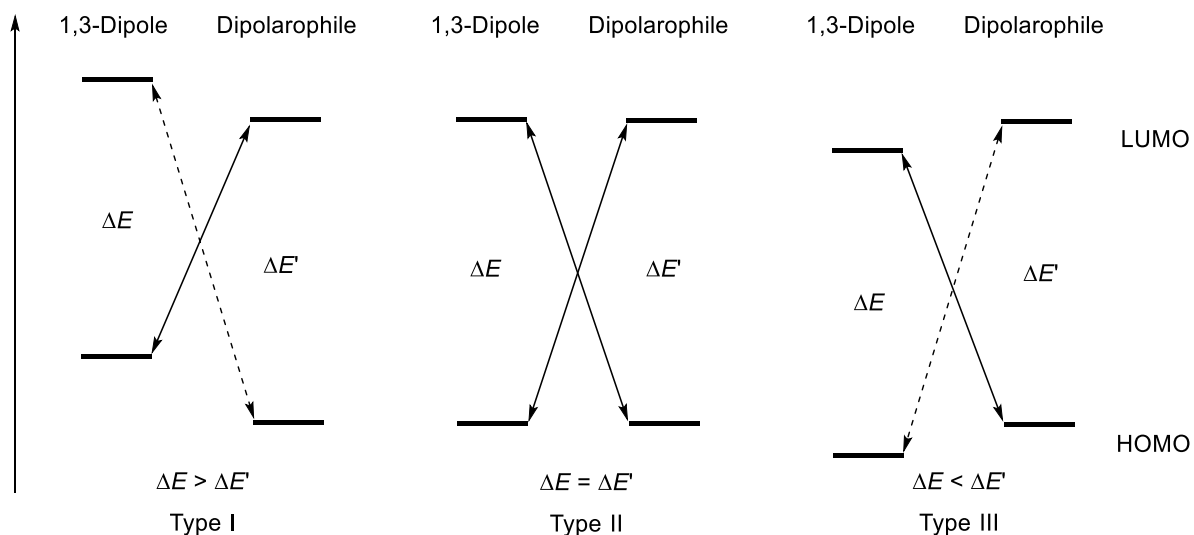 1,3-Dipole Dipolarophile 1,3-Dipole Dipolarophile 1,3-Dipole Dipolarophile
LUMO
ΔE ΔE' ΔE ΔE' ΔE ΔE'
HOMO
ΔE > ΔE' ΔE = ΔE' ΔE < ΔE'
Type I Type II Type III